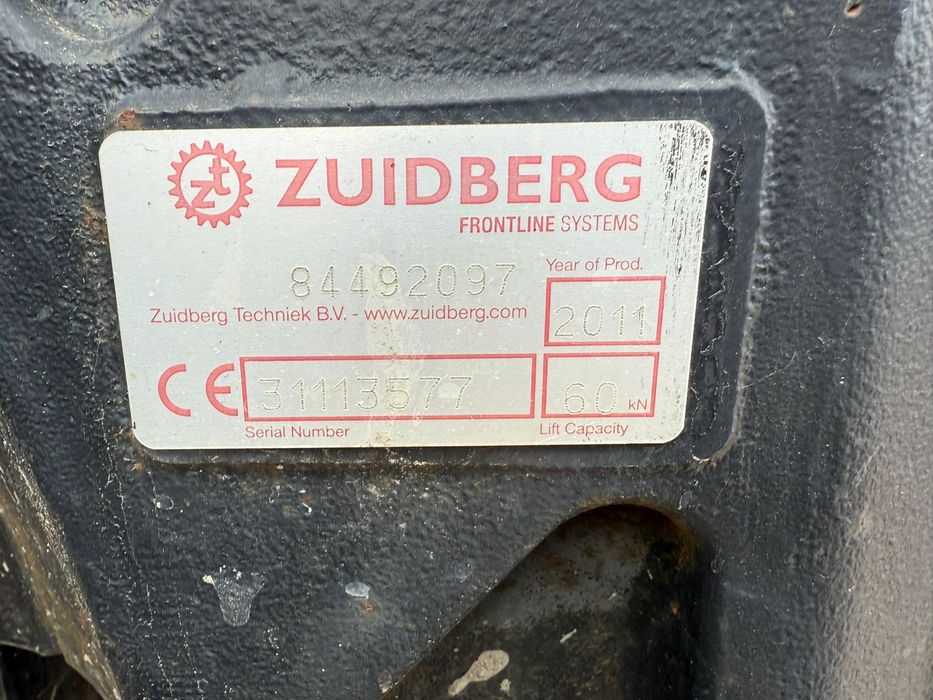 zt ZUIDBERG
FRONTLINE SYSTEMS
84492097
Year of Prod.
Zuidberg Techniek B.V. - www.zuidberg.com
2011
CE 31113577
60 kN
Serial Number
Lift Capacity